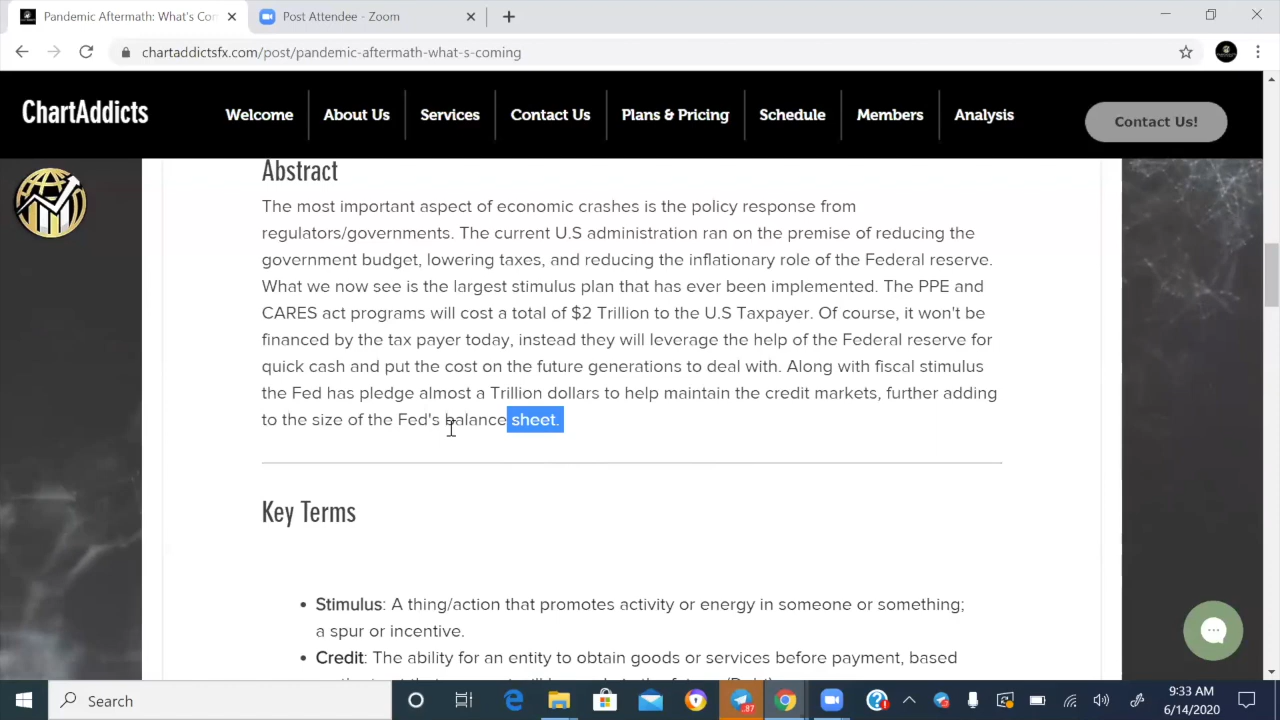 Pandemic Aftermath: What's Con
Post Attendee - Zoom
chartaddictsfx.com/post/pandemic-aftermath-what-s-coming
ChartAddicts
Welcome
About Us
Services
Contact Us
Plans & Pricing
Schedule
Members
Analysis
Contact Us!
Abstract
The most important aspect of economic crashes is the policy response from
regulators/governments. The current U.S administration ran on the premise of reducing the
government budget, lowering taxes, and reducing the inflationary role of the Federal reserve.
What we now see is the largest stimulus plan that has ever been implemented. The PPE and
CARES act programs will cost a total of $2 Trillion to the U.S Taxpayer. Of course, it won't be
financed by the tax payer today, instead they will leverage the help of the Federal reserve for
quick cash and put the cost on the future generations to deal with. Along with fiscal stimulus
the Fed has pledge almost a Trillion dollars to help maintain the credit markets, further adding
to the size of the Fed's balance sheet.
Key Terms
• Stimulus: A thing/action that promotes activity or energy in someone or something;
a spur or incentive.
• Credit: The ability for an entity to obtain goods or services before payment, based
Search
87
9:33 AM
6/14/2020